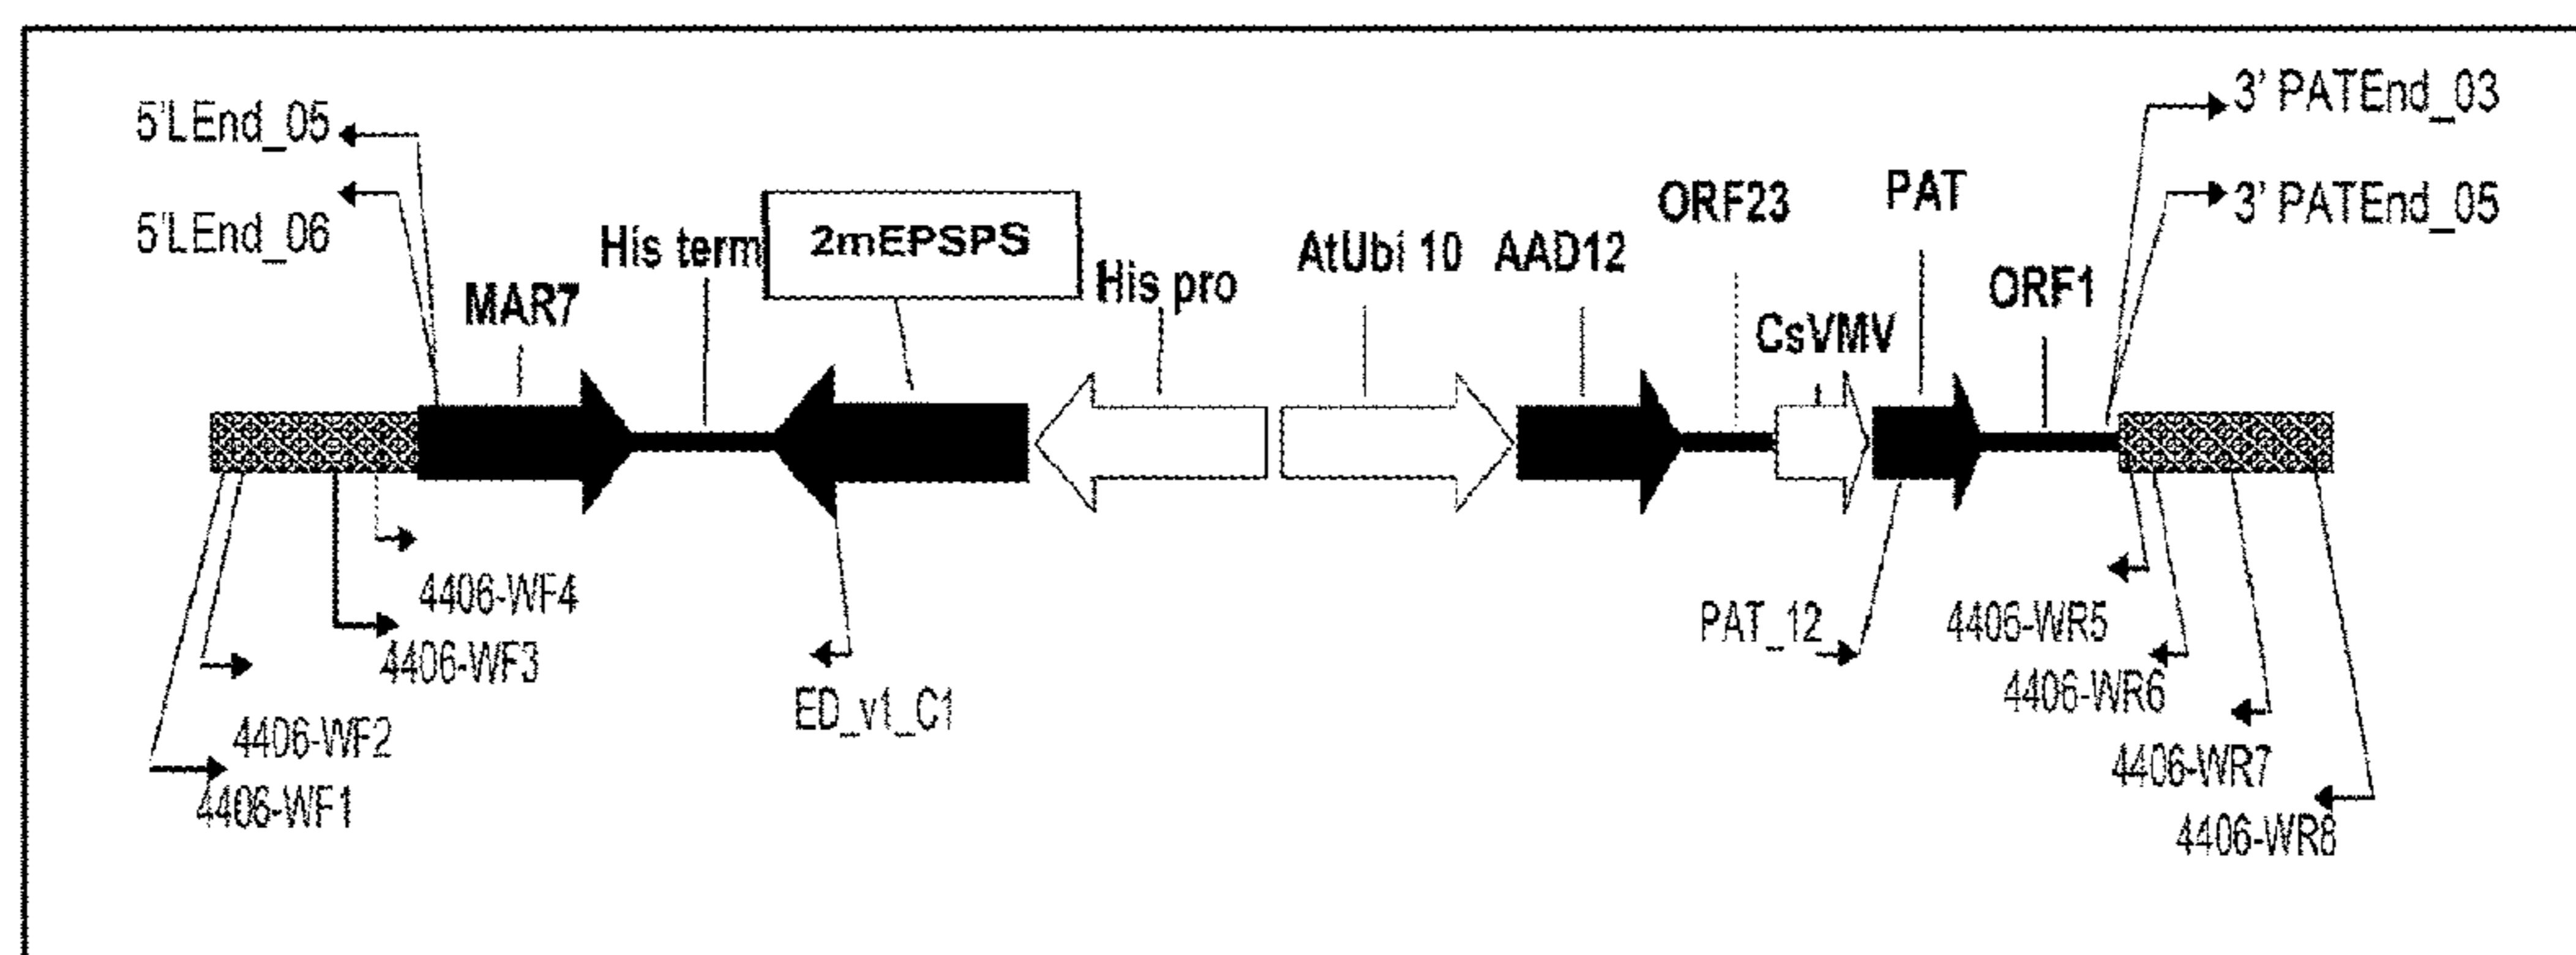 5'LEnd_05
5'LEnd_06
MAR7
His term
2mEPSPS
His pro
AtUbi 10
AAD12
ORF23
CsVMV
PAT
ORF1
3' PATEnd_03
3' PATEnd_05
4406-WF4
4406-WF3
4406-WF2
4406-WF1
ED_v1_C1
PAT_12
4406-WR5
4406-WR6
4406-WR7
4406-WR8